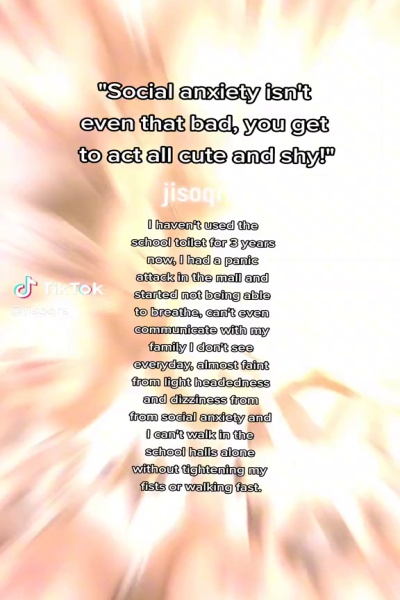 "Social anxiety isn't
even that bad, you get
to act all cute and shy!"
I haven't used the
school toilet for 3 years
now, I had a panic
attack in the mall and
started not being able
to breathe, can't even
communicate with my
family I don't see
everyday, almost faint
from light headedness
and dizziness from
from social anxiety and
I can't walk in the
school halls alone
without tightening my
fists or walking fast.
TikTok